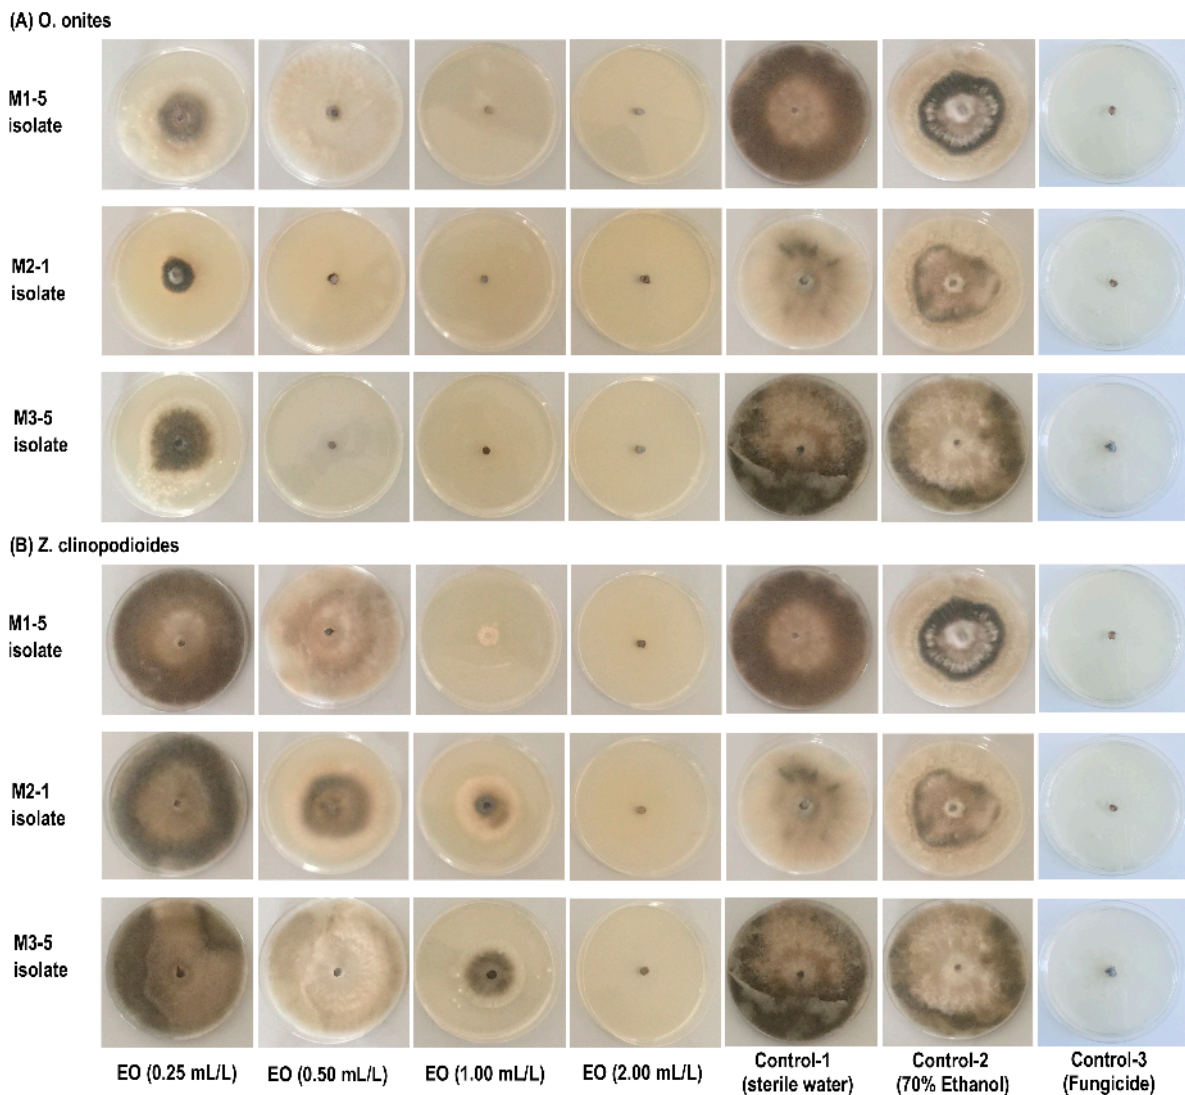 (A) O. onites
M1-5
isolate
M2-1
isolate
M3-5
isolate
(B) Z. clinopodioides
M1-5
isolate
M2-1
isolate
M3-5
isolate
EO (0.25 mL/L)
EO (0.50 mL/L)
EO (1.00 mL/L)
EO (2.00 mL/L)
Control-1
(sterile water)
Control-2
(70% Ethanol)
Control-3
(Fungicide)